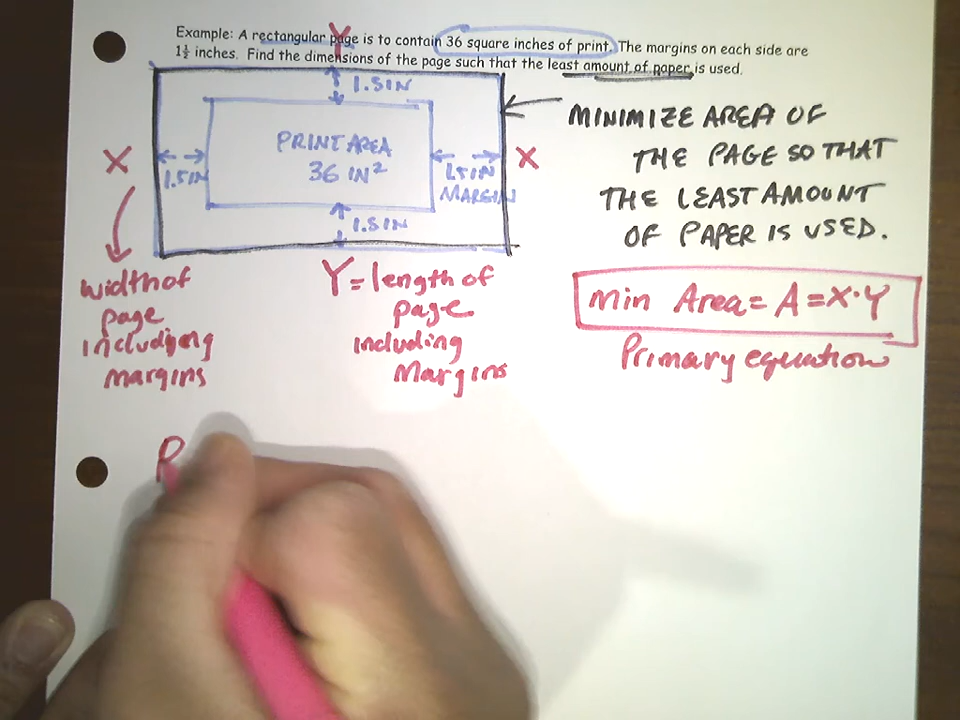 Example: A rectangular page is to contain 36 square inches of print. The margins on each side are
1½ inches. Find the dimensions of the page such that the least amount of paper is used.
Y
1.5IN
PRINT AREA
36 IN²
X
1.5IN
1.5IN
MARGIN
X
1.5IN
MINIMIZE AREA OF
THE PAGE SO THAT
THE LEAST AMOUNT
OF PAPER IS USED.
width of
page
including
margins
Y = length of
page
including
Margins
Min Area = A = X·Y
Primary equation
P